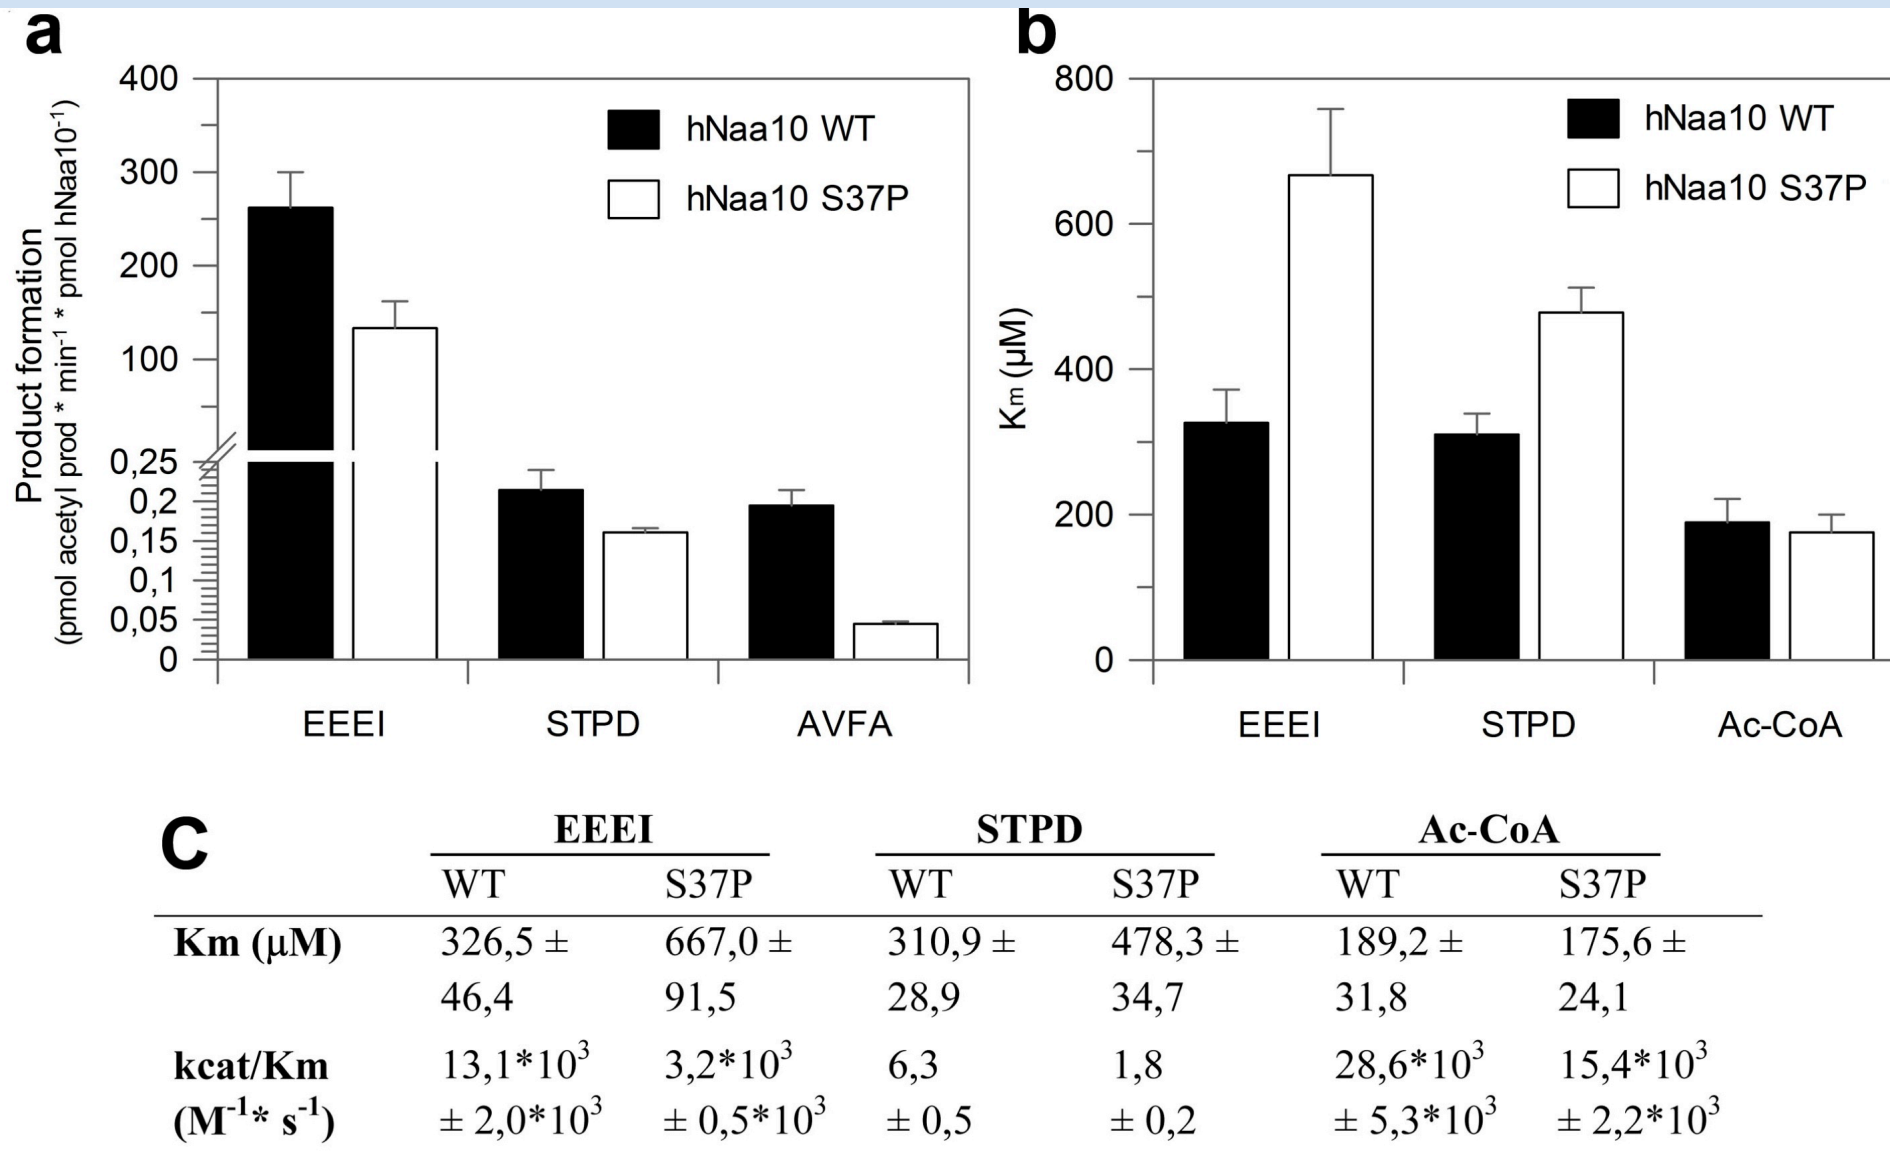 a
400
300
200
100
0,25
0,2
0,15
0,1
0,05
0
Product formation
(pmol acetyl prod * min⁻¹ * pmol hNaa10⁻¹)
hNaa10 WT
hNaa10 S37P
EEEI STPD AVFA
b
800
600
400
200
0
Km (µM)
hNaa10 WT
hNaa10 S37P
EEEI STPD Ac-CoA
C
EEEI STPD Ac-CoA
WT S37P WT S37P WT S37P
Km (µM) 326,5 ± 667,0 ± 310,9 ± 478,3 ± 189,2 ± 175,6 ±
46,4 91,5 28,9 34,7 31,8 24,1
kcat/Km 13,1*10³ 3,2*10³ 6,3 1,8 28,6*10³ 15,4*10³
(M⁻¹* s⁻¹) ± 2,0*10³ ± 0,5*10³ ± 0,5 ± 0,2 ± 5,3*10³ ± 2,2*10³